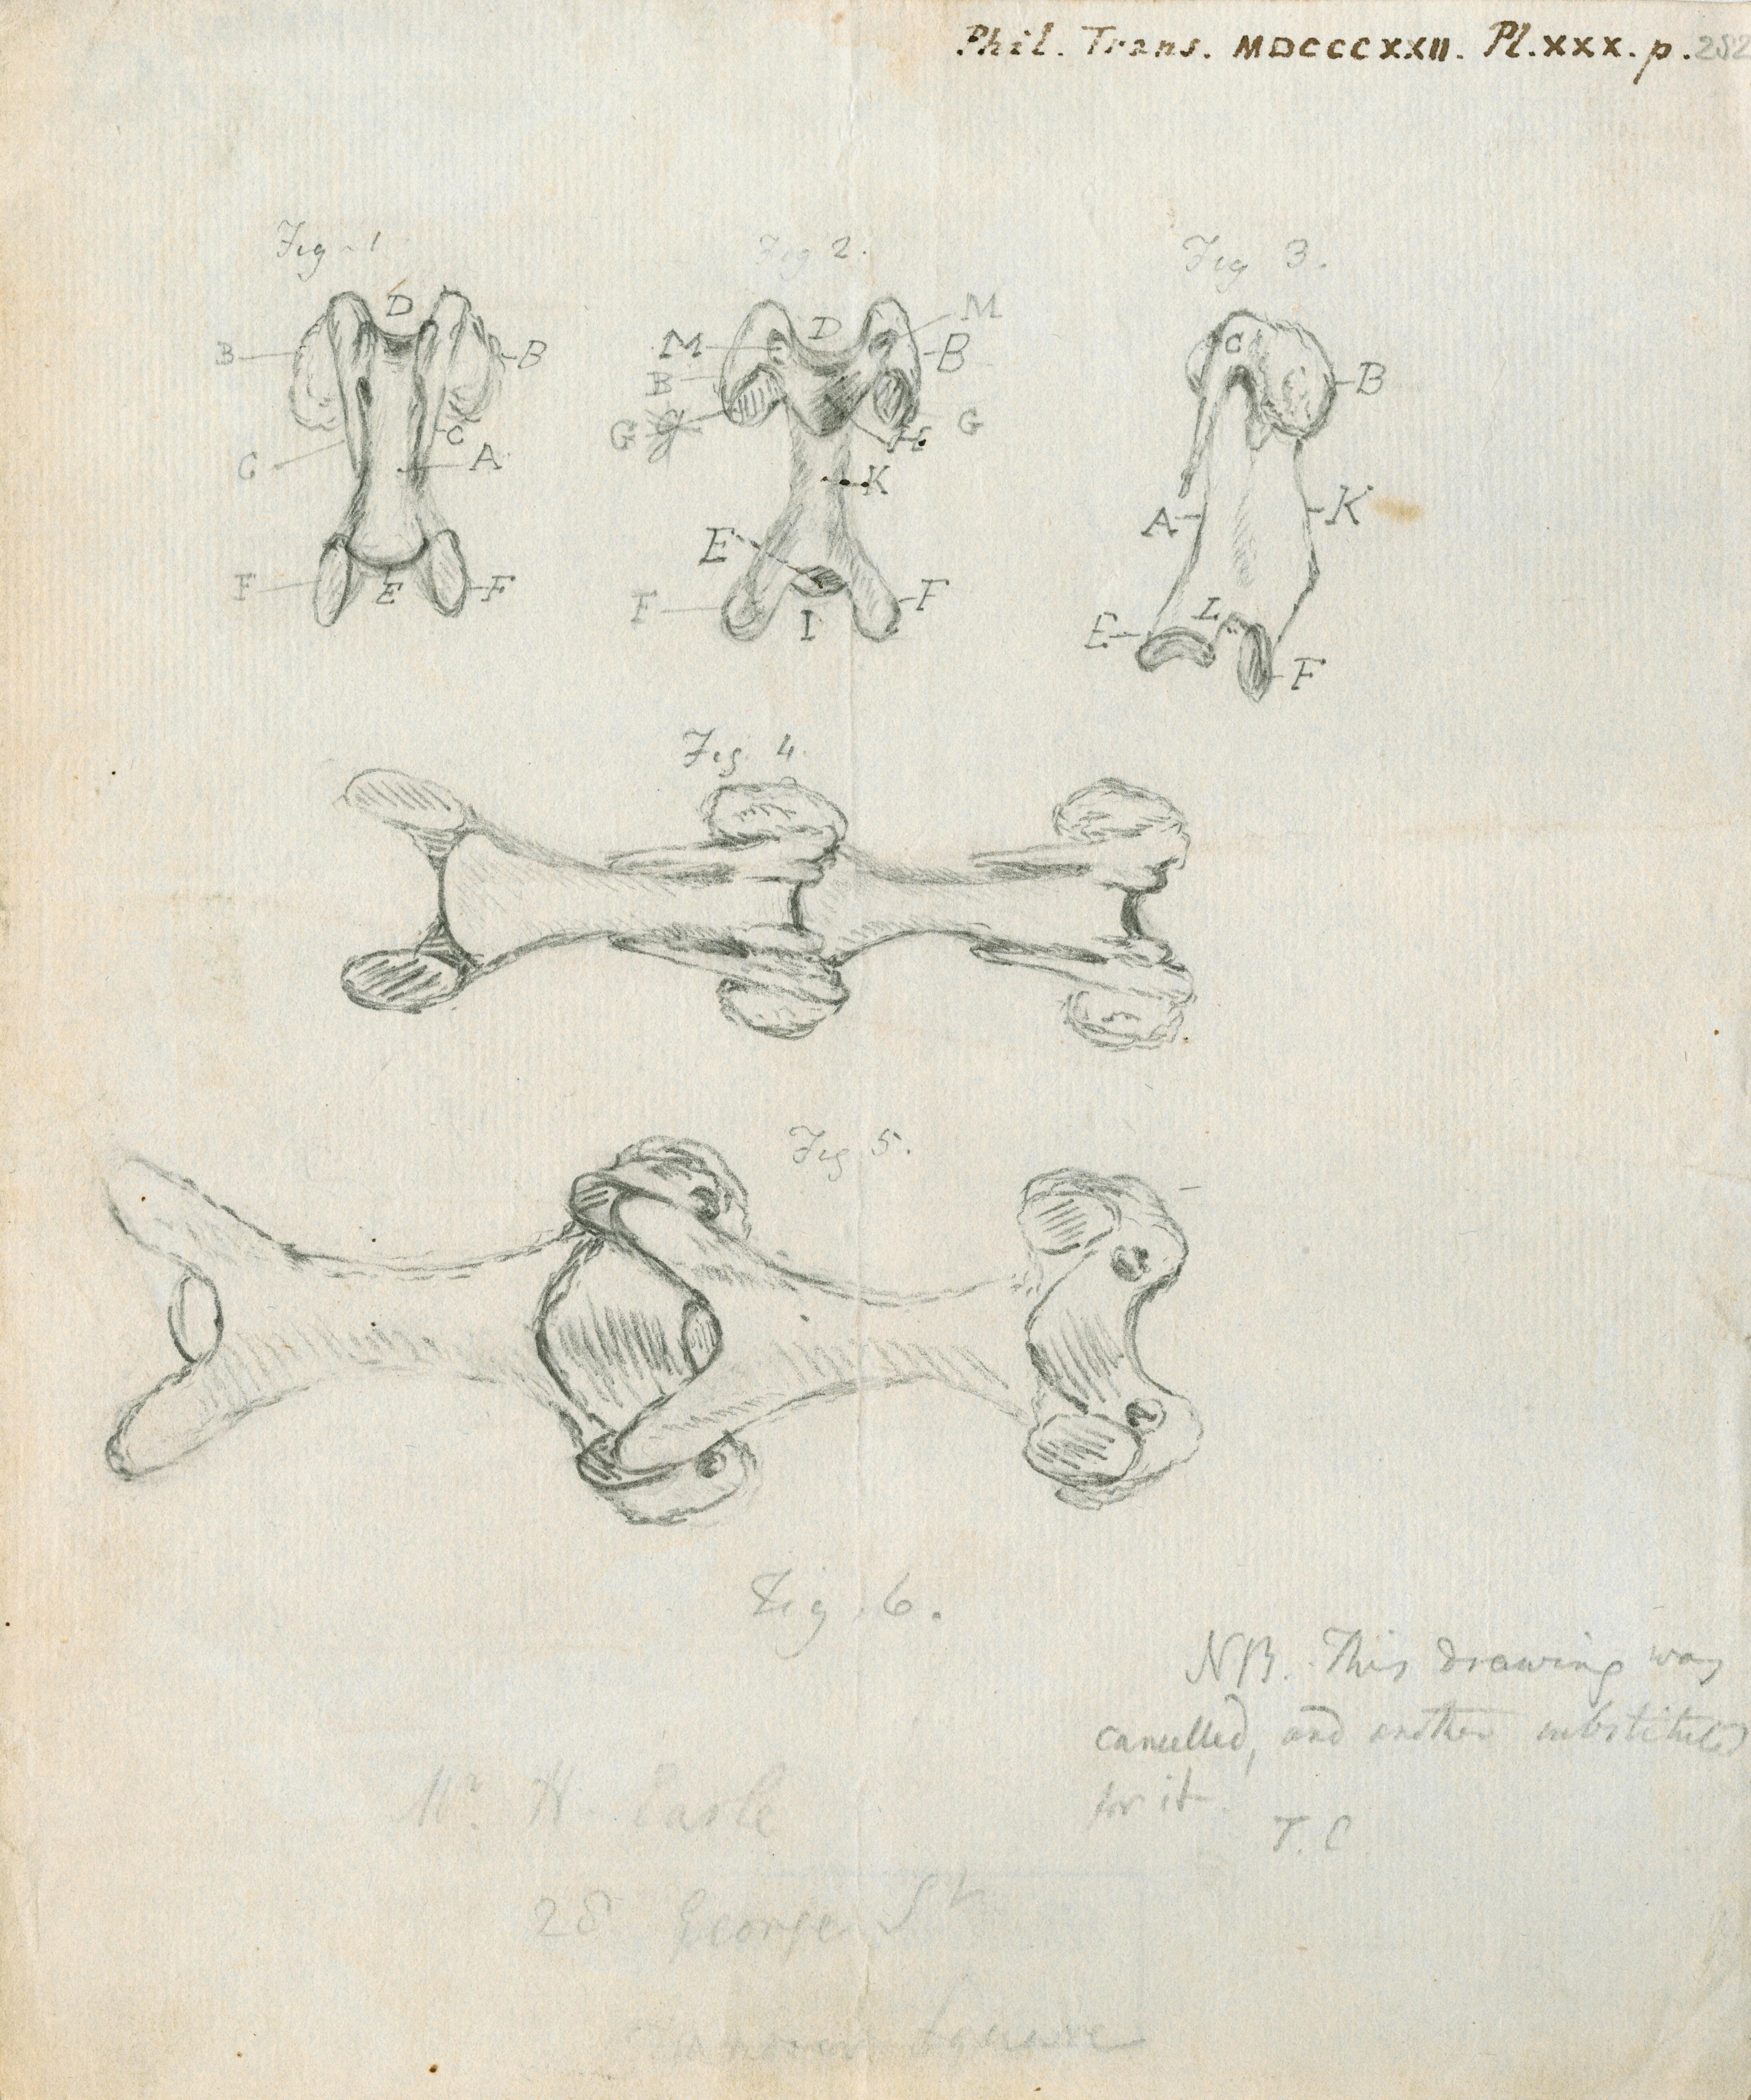 Phil. Trans. MDCCCXXII. Pl. XXX. p. 282
Fig 1
D
B
B
C
C
A
F
E
F
Fig 2.
M
M
D
B
B
G
g
G
H
K
E
F
F
I
Fig 3.
C
B
A
K
E
L
F
Fig. 4.
Fig 5.
Fig. 6.
NB. This drawing was
cancelled, and another substituted
for it.
T. C
Mr. H Earle
28 George St
Hanover Square